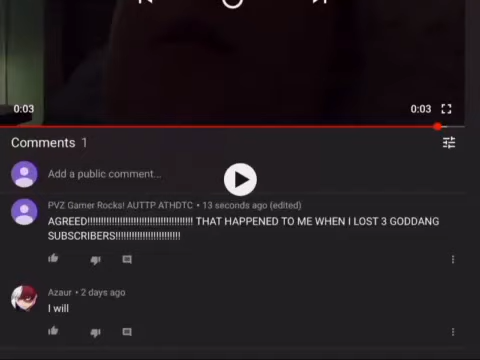 0:03 0:03
Comments 1
Add a public comment...
PVZ Gamer Rocks! AUTTP ATHDTC • 13 seconds ago (edited)
AGREED!!!!!!!!!!!!!!!!!!!!!!!!!!!!!!!!!!!!!!!! THAT HAPPENED TO ME WHEN I LOST 3 GODDANG
SUBSCRIBERS!!!!!!!!!!!!!!!!!!!!!!!!!
Azaur • 2 days ago
I will